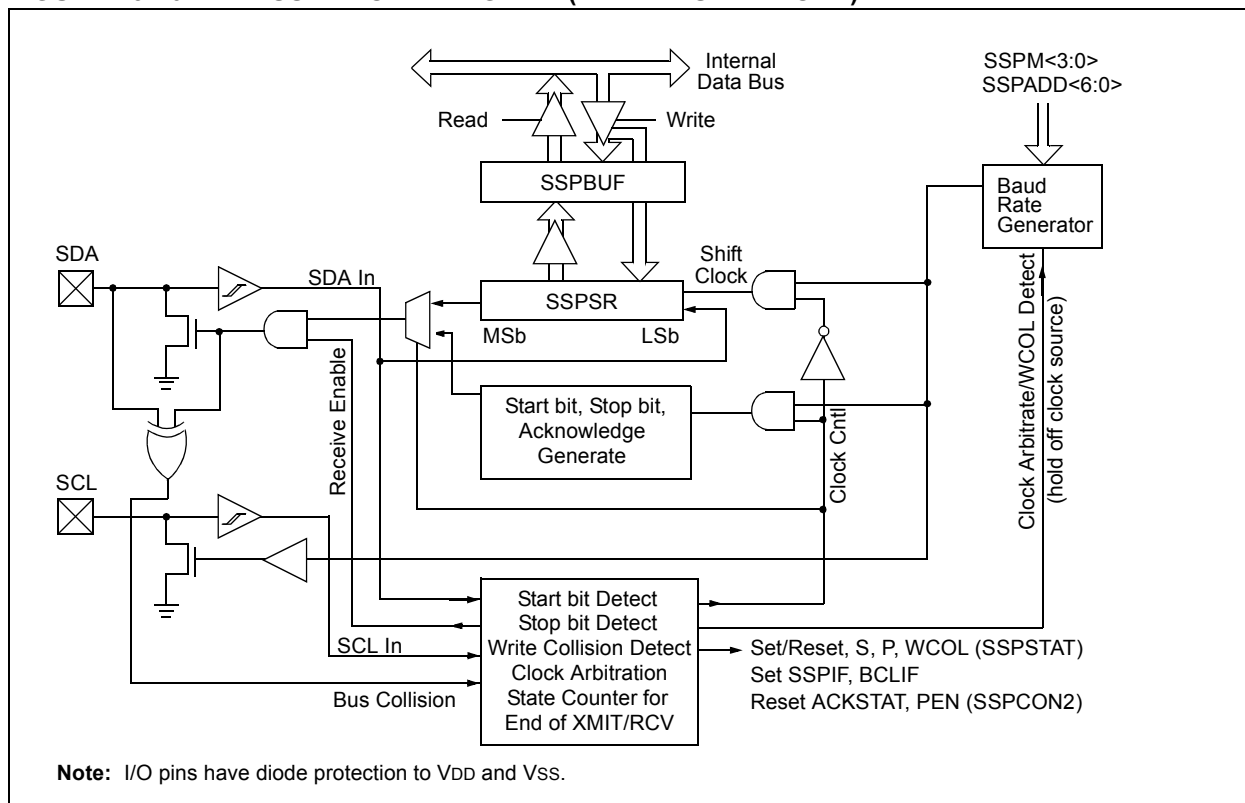 Internal
Data Bus
SSPM<3:0>
SSPADD<6:0>
Read
Write
SSPBUF
Baud
Rate
Generator
SDA
SDA In
Shift
Clock
SSPSR
MSb
LSb
Start bit, Stop bit,
Acknowledge
Generate
Receive Enable
Clock Cntl
Clock Arbitrate/WCOL Detect
(hold off clock source)
SCL
SCL In
Bus Collision
Start bit Detect
Stop bit Detect
Write Collision Detect
Clock Arbitration
State Counter for
End of XMIT/RCV
Set/Reset, S, P, WCOL (SSPSTAT)
Set SSPIF, BCLIF
Reset ACKSTAT, PEN (SSPCON2)
Note: I/O pins have diode protection to VDD and VSS.